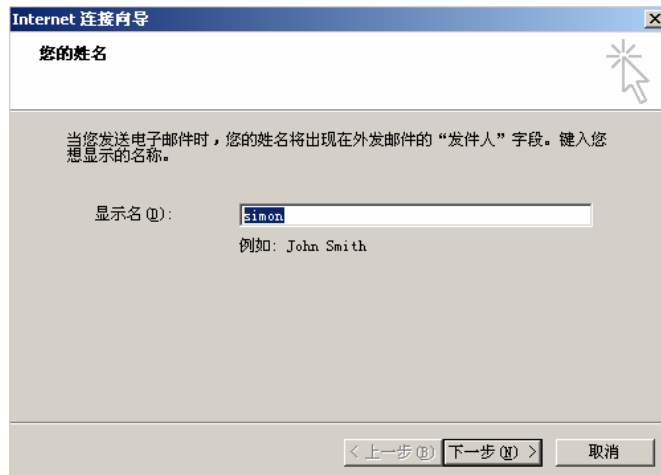 Internet 连接向导
您的姓名
当您发送电子邮件时，您的姓名将出现在外发邮件的“发件人”字段。键入您
想显示的名称。
显示名(D): simon
例如: John Smith
< 上一步(B) 下一步(N) > 取消